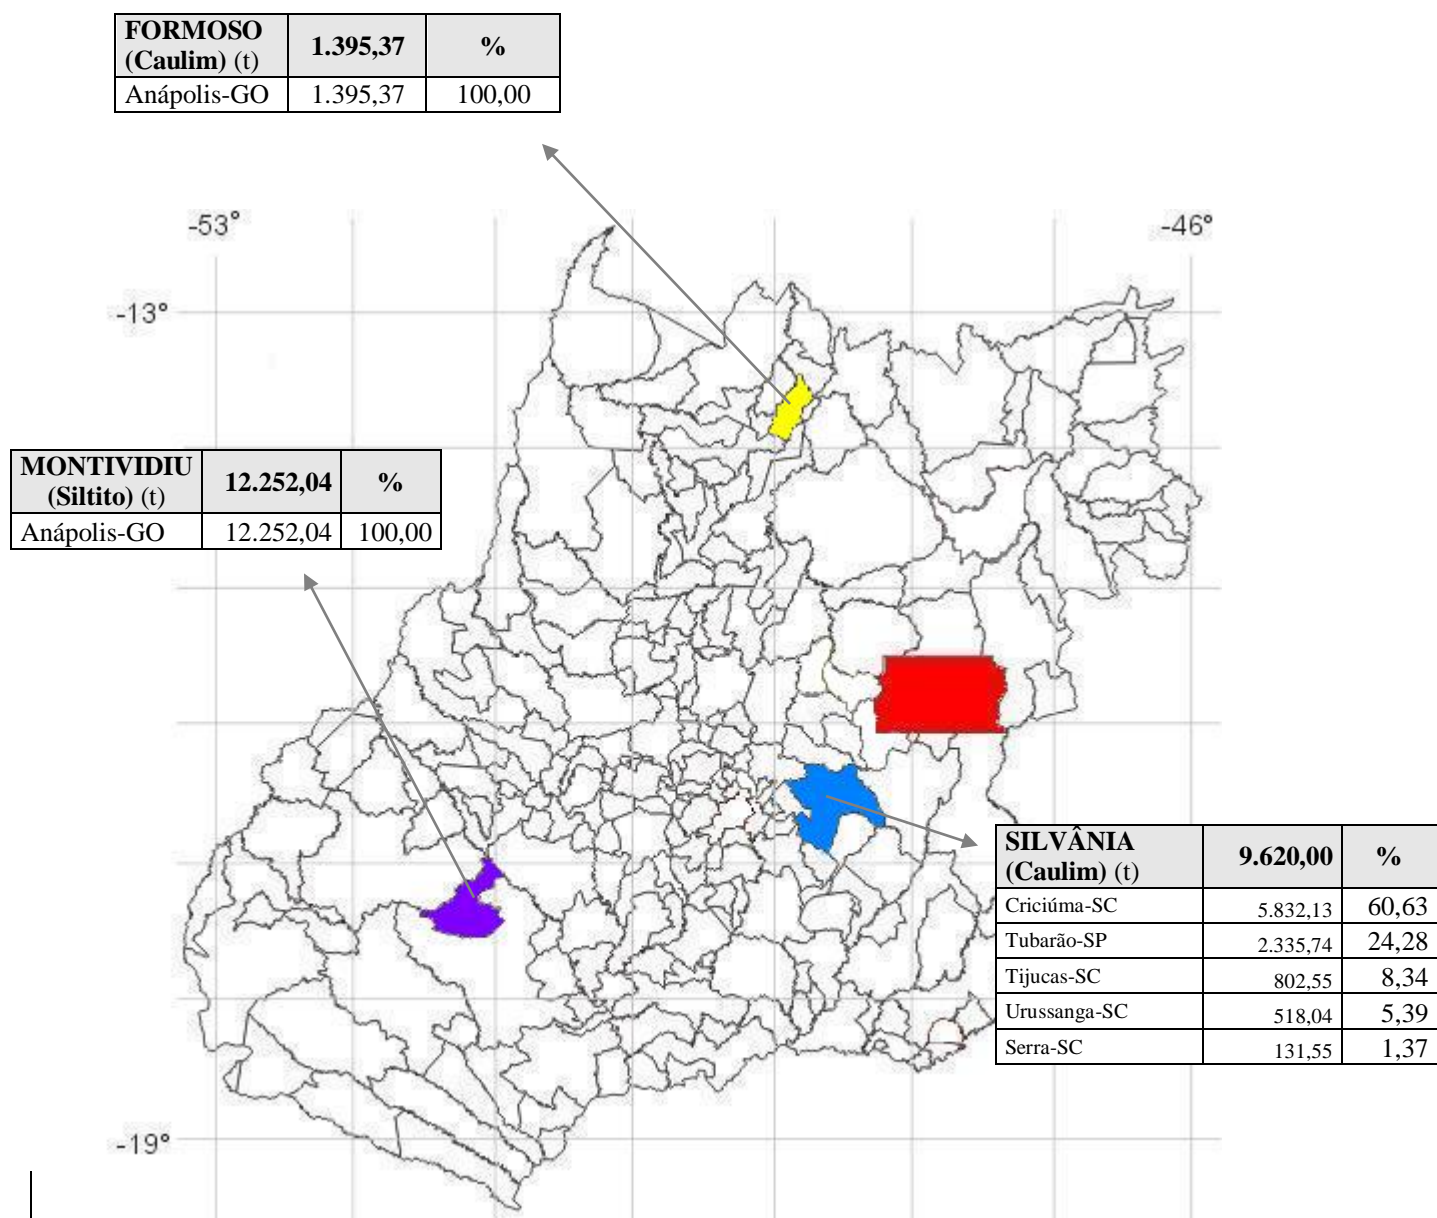 FORMOSO
(Caulim) (t) 1.395,37 %
Anápolis-GO 1.395,37 100,00
-53° -46°
-13°
MONTIVIDIU
(Siltito) (t) 12.252,04 %
Anápolis-GO 12.252,04 100,00
SILVÂNIA
(Caulim) (t) 9.620,00 %
Criciúma-SC 5.832,13 60,63
Tubarão-SP 2.335,74 24,28
Tijucas-SC 802,55 8,34
Urussanga-SC 518,04 5,39
Serra-SC 131,55 1,37
-19°